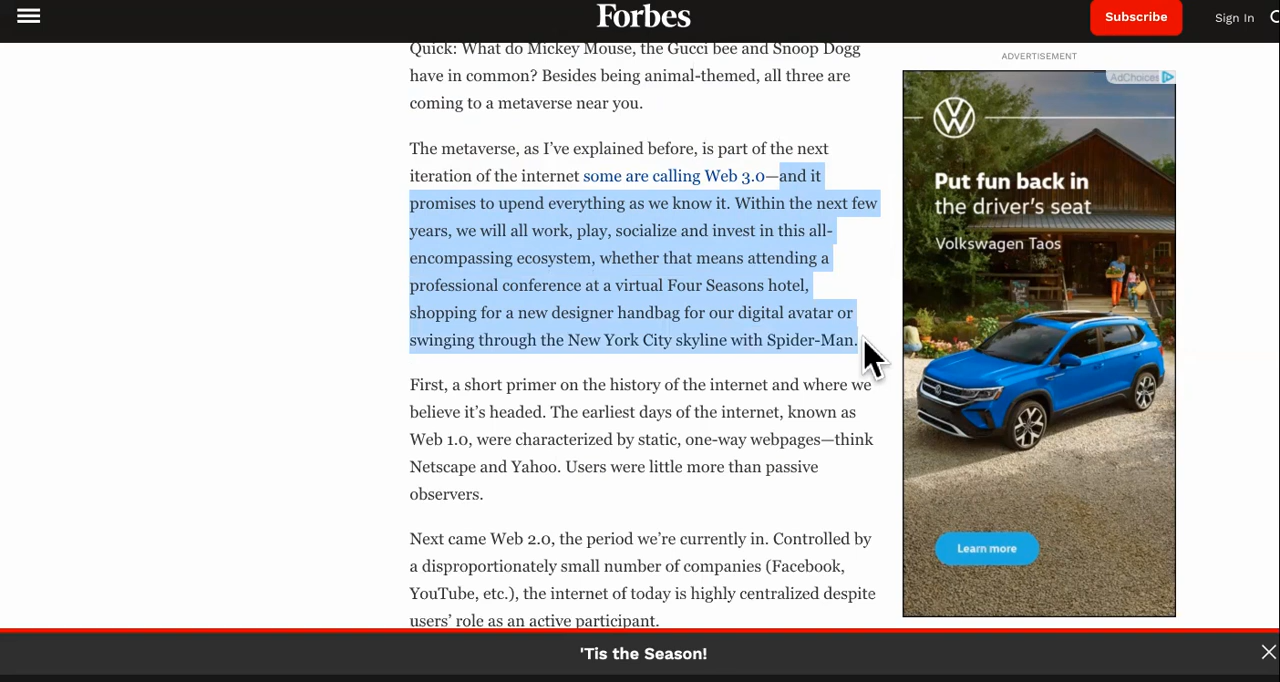 Forbes
Subscribe
Sign In
Quick: What do Mickey Mouse, the Gucci bee and Snoop Dogg
have in common? Besides being animal-themed, all three are
coming to a metaverse near you.
The metaverse, as I’ve explained before, is part of the next
iteration of the internet some are calling Web 3.0—and it
promises to upend everything as we know it. Within the next few
years, we will all work, play, socialize and invest in this all-
encompassing ecosystem, whether that means attending a
professional conference at a virtual Four Seasons hotel,
shopping for a new designer handbag for our digital avatar or
swinging through the New York City skyline with Spider-Man.
First, a short primer on the history of the internet and where we
believe it’s headed. The earliest days of the internet, known as
Web 1.0, were characterized by static, one-way webpages—think
Netscape and Yahoo. Users were little more than passive
observers.
Next came Web 2.0, the period we’re currently in. Controlled by
a disproportionately small number of companies (Facebook,
YouTube, etc.), the internet of today is highly centralized despite
users’ role as an active participant.
ADVERTISEMENT
AdChoices
Put fun back in
the driver’s seat
Volkswagen Taos
Learn more
'Tis the Season!